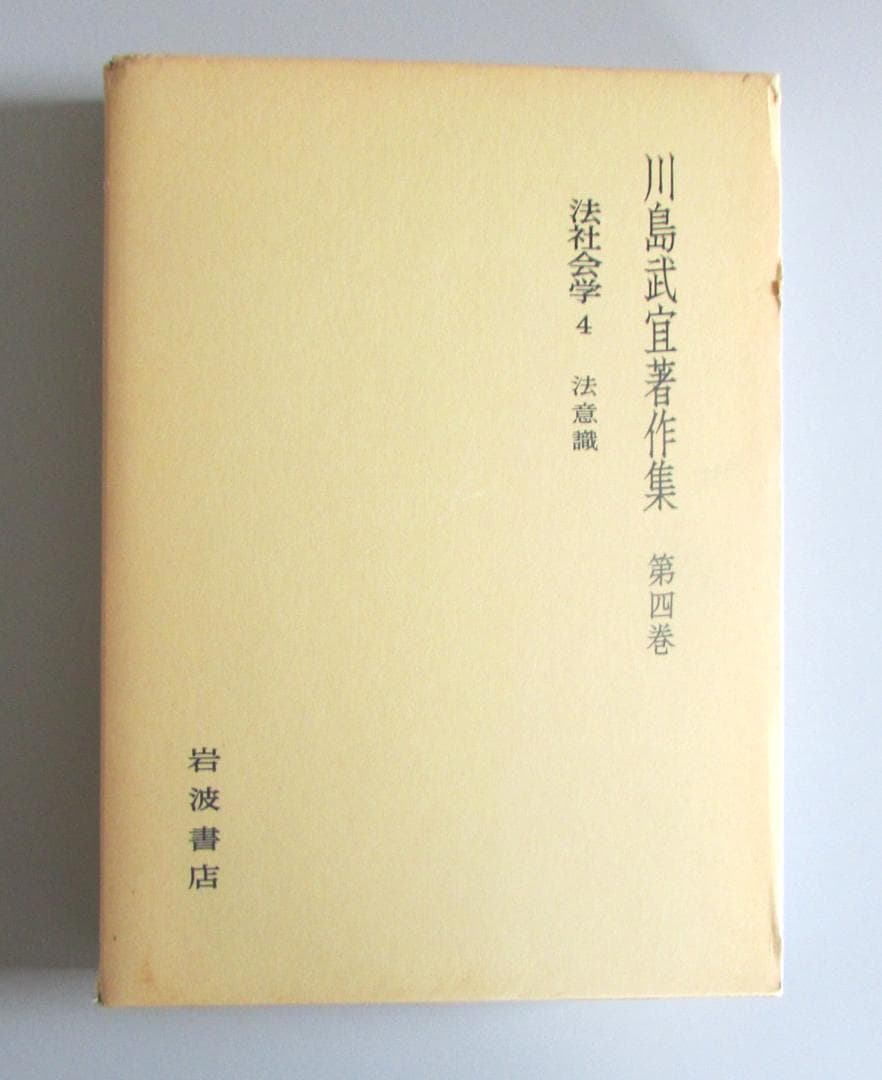 川島武宜著作集 第四巻
法社会学 4 法意識
岩波書店